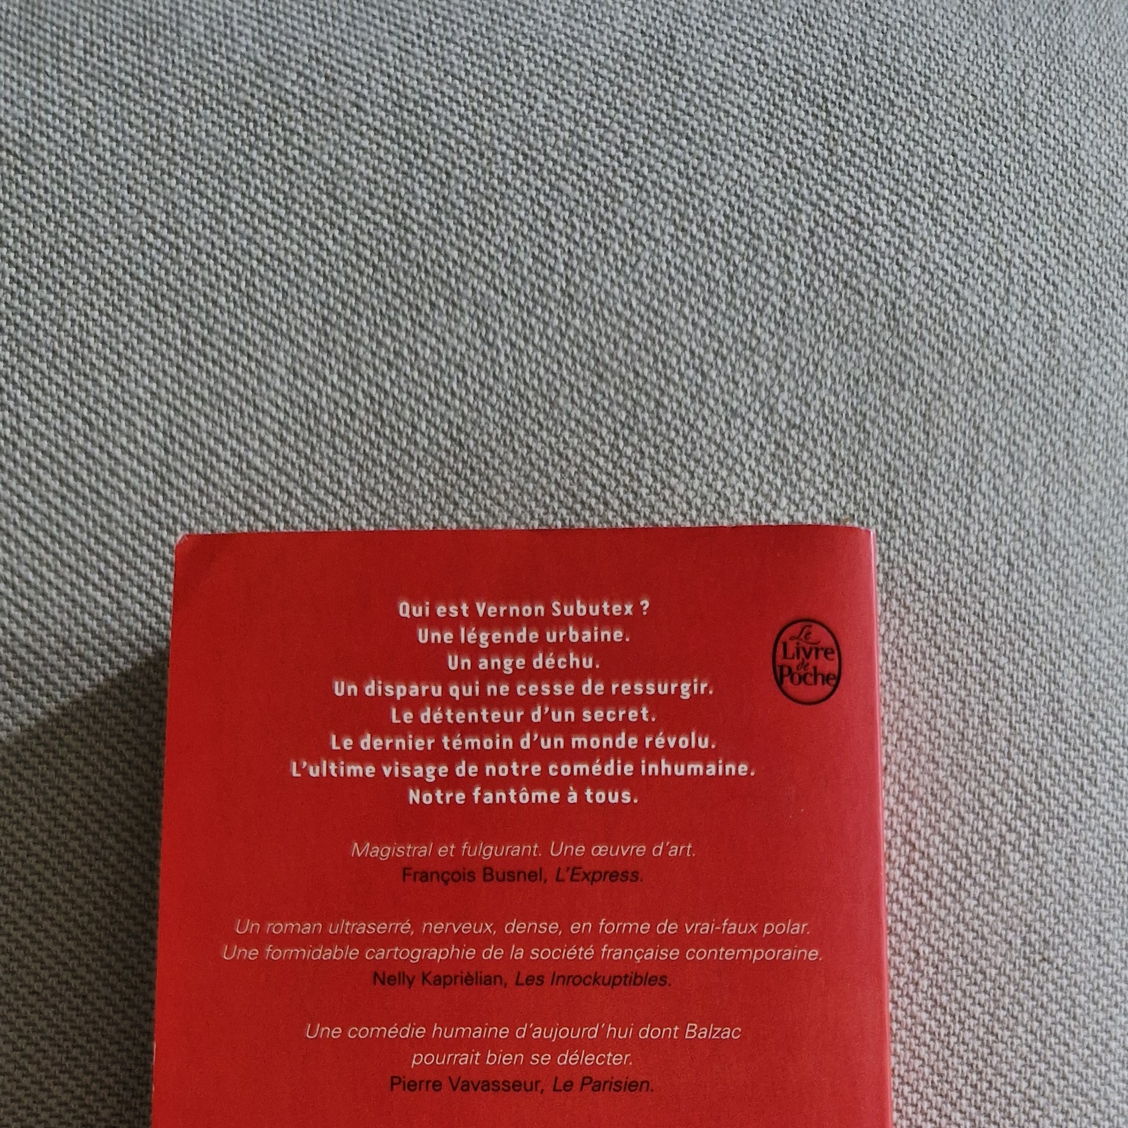 Qui est Vernon Subutex ?
Une légende urbaine.
Un ange déchu.
Un disparu qui ne cesse de ressurgir.
Le détenteur d'un secret.
Le dernier témoin d'un monde révolu.
L'ultime visage de notre comédie inhumaine.
Notre fantôme à tous.
Le
Livre
de
Poche
Magistral et fulgurant. Une œuvre d'art.
François Busnel, L'Express.
Un roman ultraserré, nerveux, dense, en forme de vrai-faux polar.
Une formidable cartographie de la société française contemporaine.
Nelly Kaprièlian, Les Inrockuptibles.
Une comédie humaine d'aujourd'hui dont Balzac
pourrait bien se délecter.
Pierre Vavasseur, Le Parisien.